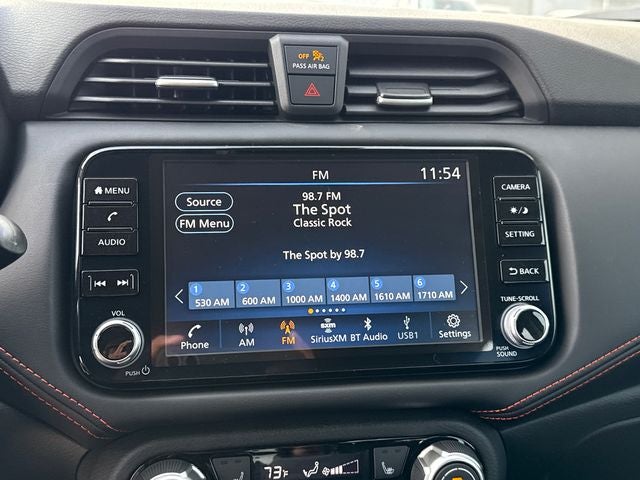 OFF
PASS AIR BAG
MENU
AUDIO
VOL
PUSH
FM
11:54
Source
FM Menu
98.7 FM
The Spot
Classic Rock
The Spot by 98.7
1 2 3 4 5 6
530 AM 600 AM 1000 AM 1400 AM 1610 AM 1710 AM
Phone AM FM SiriusXM BT Audio USB1 Settings
sxm
CAMERA
SETTING
BACK
TUNE·SCROLL
PUSH
SOUND
73°F